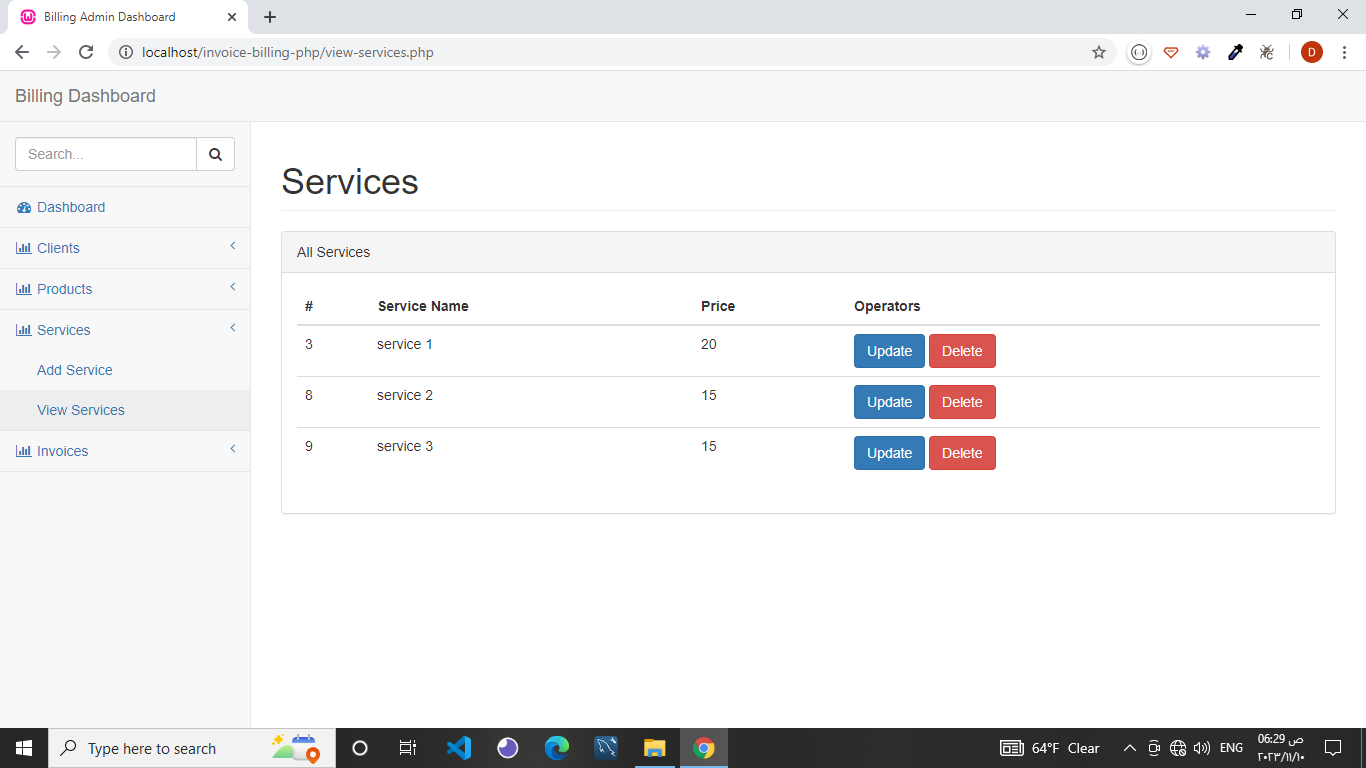 Billing Admin Dashboard
localhost/invoice-billing-php/view-services.php
D
Billing Dashboard
Search...
Dashboard
Clients
Products
Services
Add Service
View Services
Invoices
Services
All Services
# Service Name Price Operators
3 service 1 20 Update Delete
8 service 2 15 Update Delete
9 service 3 15 Update Delete
Type here to search
64°F Clear
ENG
06:29 ص
٢٠٢٣/١١/١٠